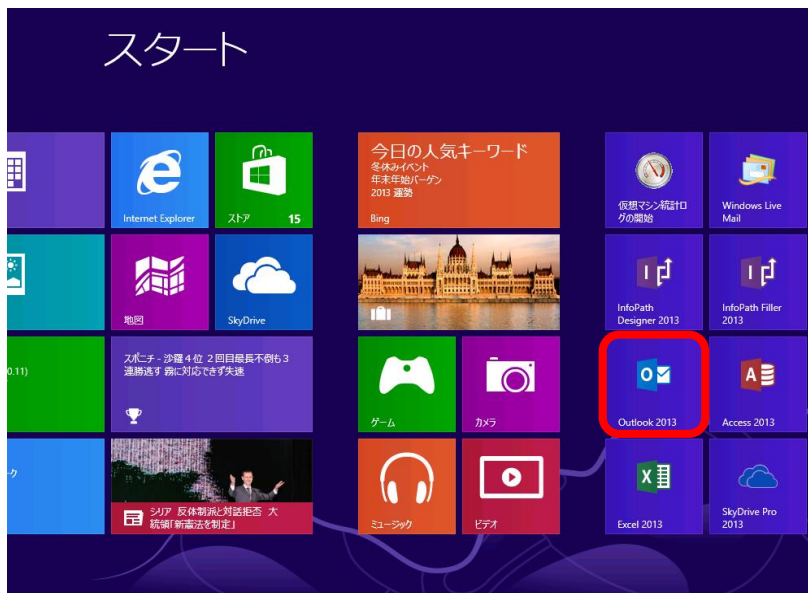 スタート
Internet Explorer
ストア 15
今日の人気キーワード
冬休みイベント
年末年始バーゲン
2013 運勢
Bing
仮想マシン統計ロ
グの開始
Windows Live
Mail
地図
SkyDrive
InfoPath
Designer 2013
InfoPath Filler
2013
0.11)
スポニチ - 沙羅4位 2回目最長不倒も3
連勝逃す 霧に対応できず失速
ゲーム
カメラ
Outlook 2013
Access 2013
ーク
シリア 反体制派と対話拒否 大
統領「新憲法を制定」
ミュージック
ビデオ
Excel 2013
SkyDrive Pro
2013